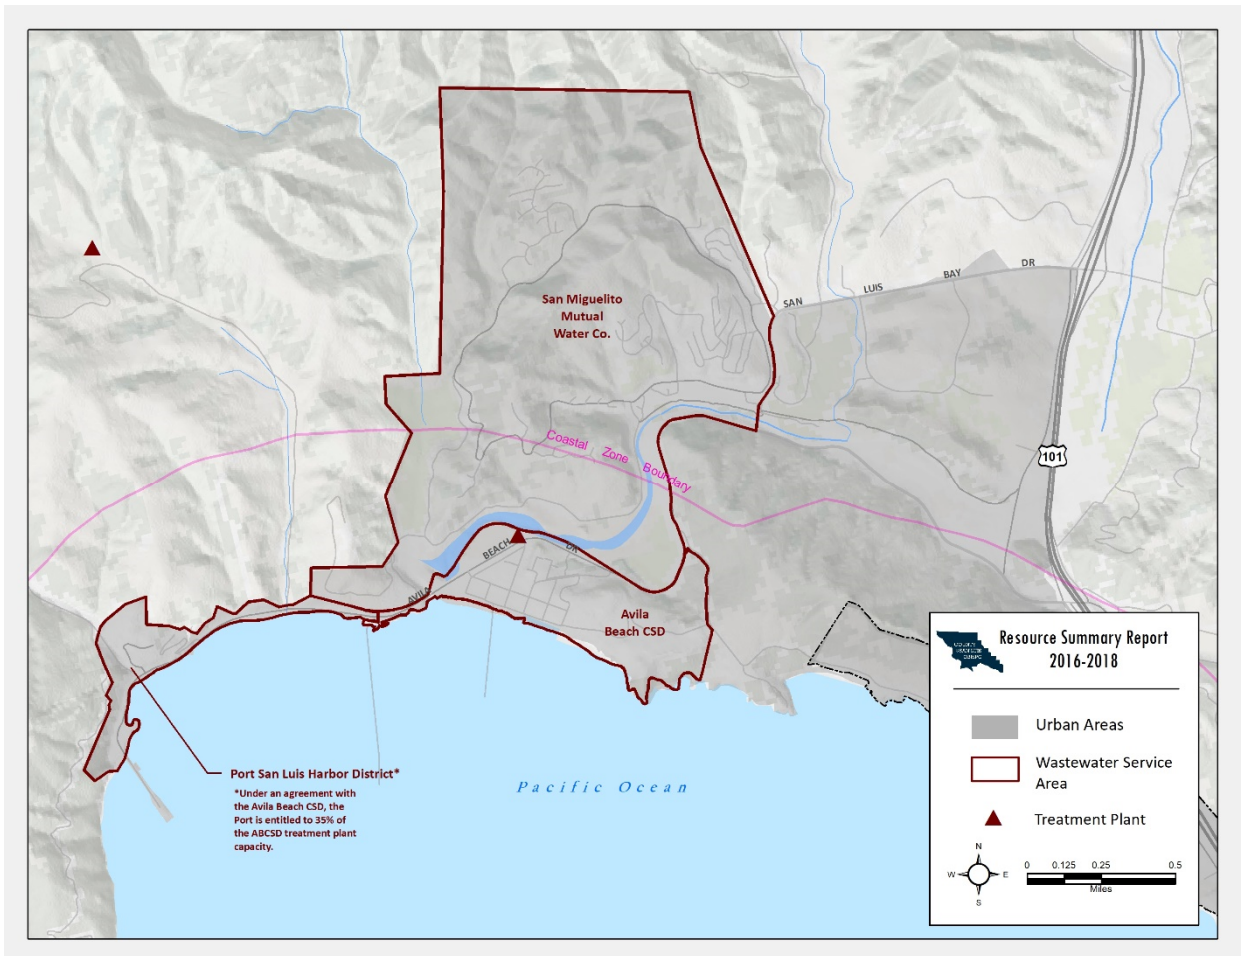 San Miguelito
Mutual
Water Co.
SAN LUIS BAY DR
Coastal Zone Boundary
101
AVILA BEACH DR
Avila
Beach CSD
Port San Luis Harbor District*
*Under an agreement with
the Avila Beach CSD, the
Port is entitled to 35% of
the ABCSD treatment plant
capacity.
Pacific Ocean
Resource Summary Report
2016-2018
Urban Areas
Wastewater Service
Area
Treatment Plant
N
W E
S
0 0.125 0.25 0.5
Miles